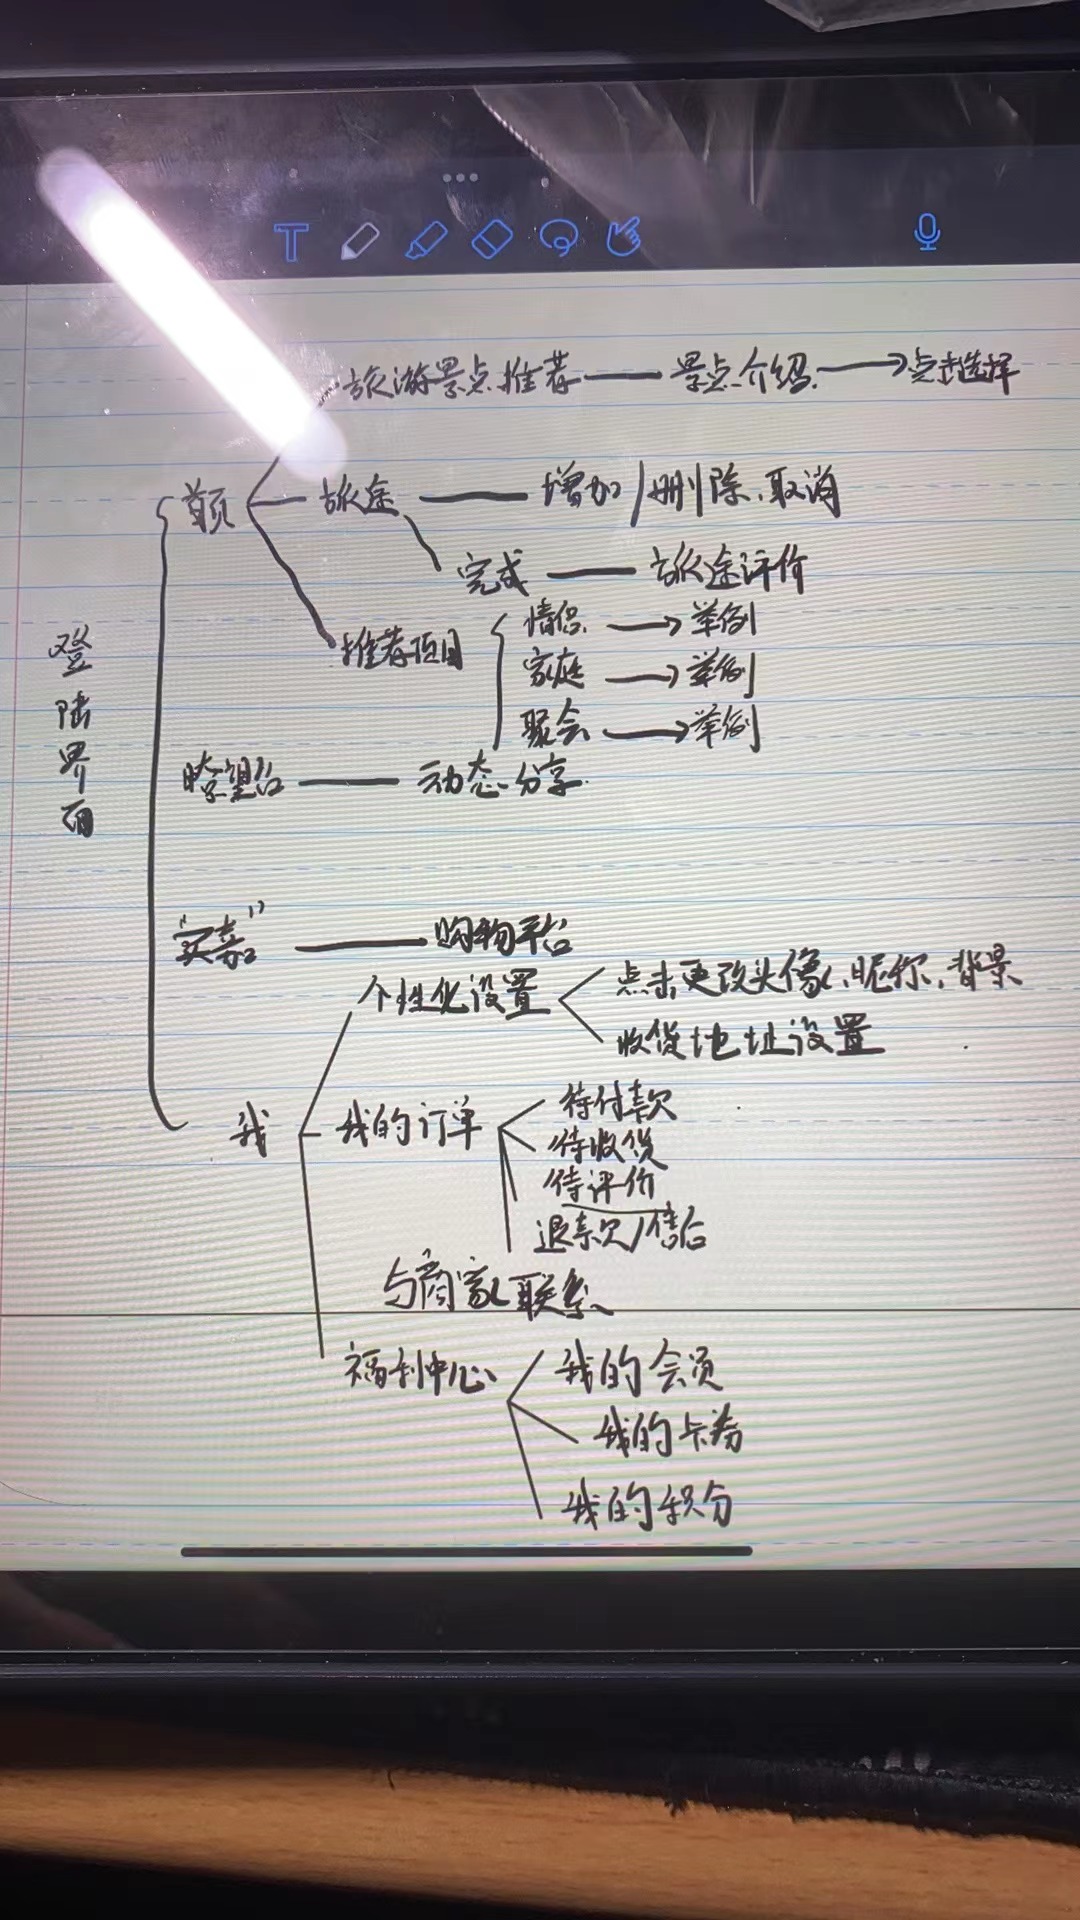 旅游景点推荐 —— 景点介绍 → 点击选择
首页
旅途 —— 增加/删除、取消
完成 —— 旅途评价
推荐项目
情侣 → 举例
家庭 → 举例
聚会 → 举例
登陆界面
瞭望台 —— 动态分享
“买嘉” —— 购物平台
个性化设置
点击更改头像、昵你、背景
收货地址设置
我
我的订单
待付款
待收货
待评价
退款/售后
与商家联系
福利中心
我的会员
我的卡券
我的积分